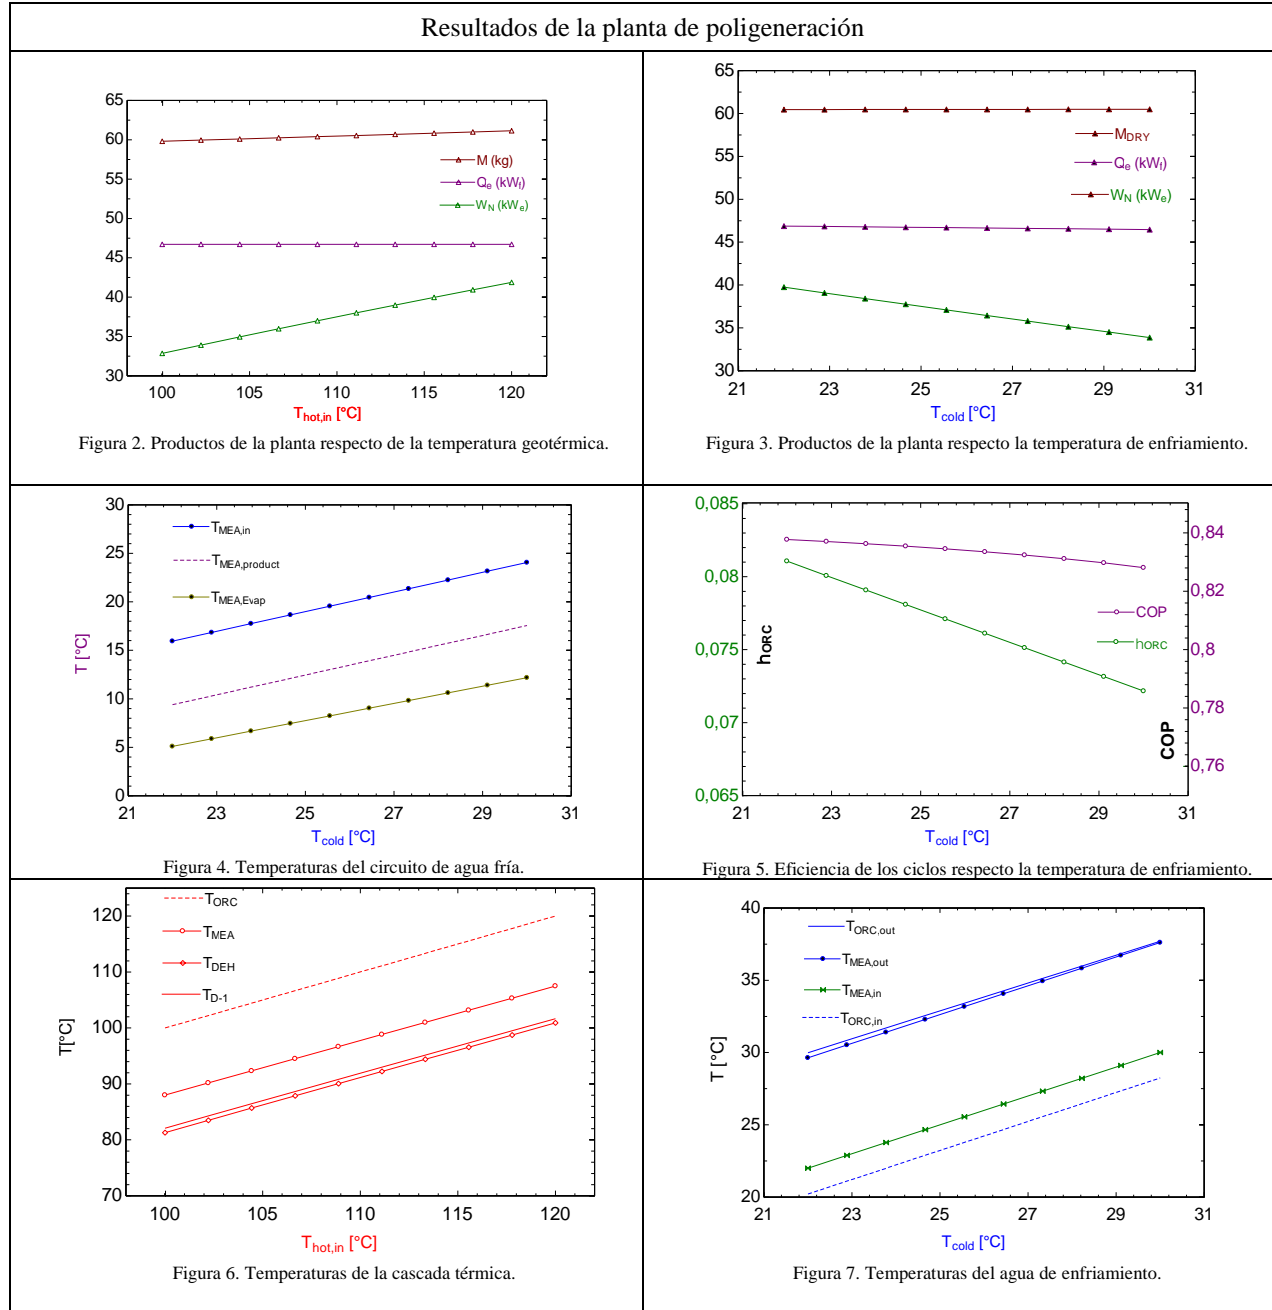 Resultados de la planta de poligeneración
65
60
55
50
45
40
35
30
100
105
110
115
120
M (kg)
Qe (kWf)
WN (kWe)
Thot,in [°C]
Figura 2. Productos de la planta respecto de la temperatura geotérmica.
65
60
55
50
45
40
35
30
21
23
25
27
29
31
MDRY
Qe (kWf)
WN (kWe)
Tcold [°C]
Figura 3. Productos de la planta respecto la temperatura de enfriamiento.
30
25
20
15
10
5
0
21
23
25
27
29
31
T [°C]
TMEA,in
TMEA,product
TMEA,Evap
Tcold [°C]
Figura 4. Temperaturas del circuito de agua fría.
0,085
0,08
0,075
0,07
0,065
hORC
21
23
25
27
29
31
COP
hORC
0,84
0,82
0,8
0,78
0,76
COP
Tcold [°C]
Figura 5. Eficiencia de los ciclos respecto la temperatura de enfriamiento.
120
110
100
90
80
70
T[°C]
TORC
TMEA
TDEH
TD-1
100
105
110
115
120
Thot,in [°C]
Figura 6. Temperaturas de la cascada térmica.
40
35
30
25
20
T [°C]
TORC,out
TMEA,out
TMEA,in
TORC,in
21
23
25
27
29
31
Tcold [°C]
Figura 7. Temperaturas del agua de enfriamiento.